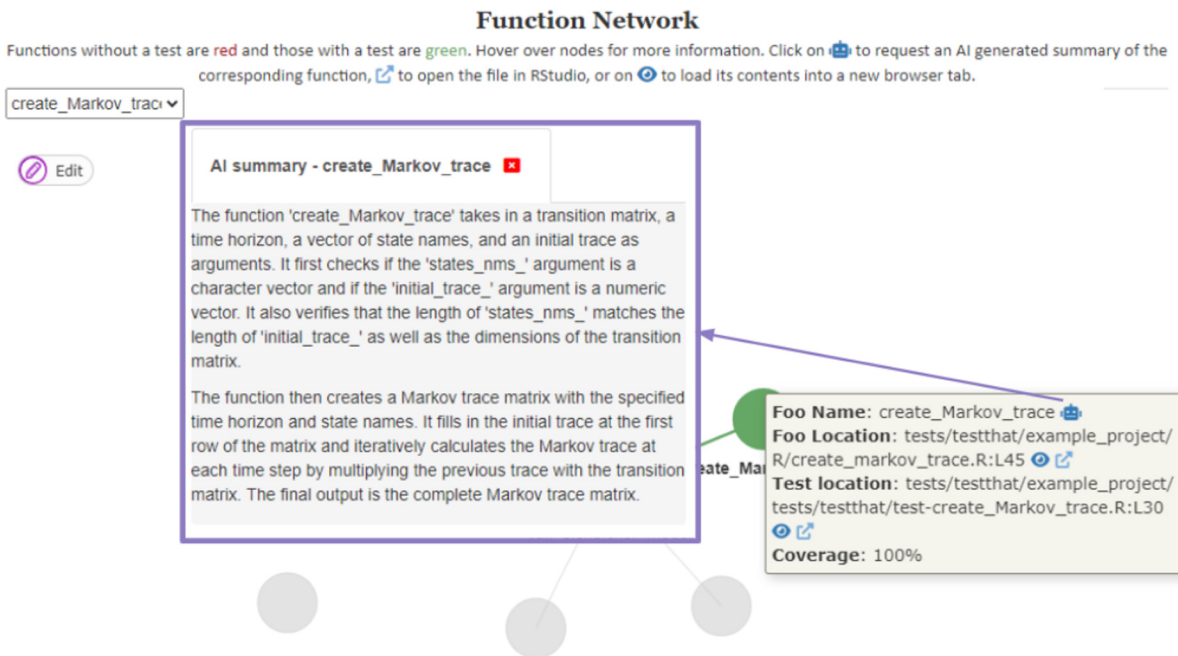 Function Network
Functions without a test are red and those with a test are green. Hover over nodes for more information. Click on to request an AI generated summary of the
corresponding function, to open the file in RStudio, or on to load its contents into a new browser tab.
create_Markov_trac
Edit
AI summary - create_Markov_trace
The function 'create_Markov_trace' takes in a transition matrix, a
time horizon, a vector of state names, and an initial trace as
arguments. It first checks if the 'states_nms_' argument is a
character vector and if the 'initial_trace_' argument is a numeric
vector. It also verifies that the length of 'states_nms_' matches the
length of 'initial_trace_' as well as the dimensions of the transition
matrix.
The function then creates a Markov trace matrix with the specified
time horizon and state names. It fills in the initial trace at the first
row of the matrix and iteratively calculates the Markov trace at
each time step by multiplying the previous trace with the transition
matrix. The final output is the complete Markov trace matrix.
eate_Mar
Foo Name: create_Markov_trace
Foo Location: tests/testthat/example_project/
R/create_markov_trace.R:L45
Test location: tests/testthat/example_project/
tests/testthat/test-create_Markov_trace.R:L30
Coverage: 100%